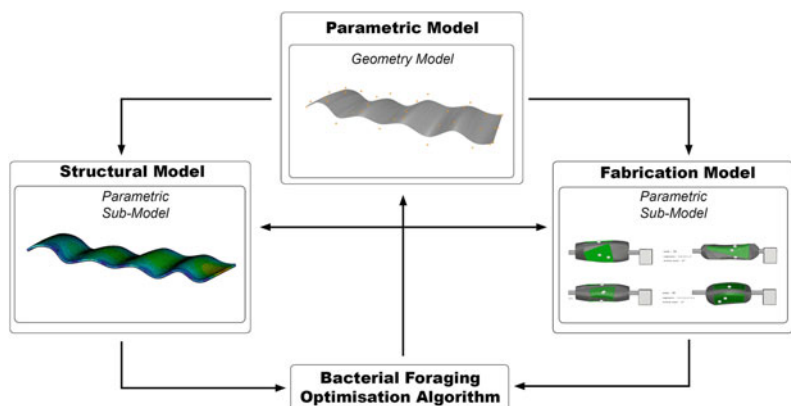 Parametric Model
Geometry Model
Structural Model
Parametric
Sub-Model
Fabrication Model
Parametric
Sub-Model
Bacterial Foraging
Optimisation Algorithm